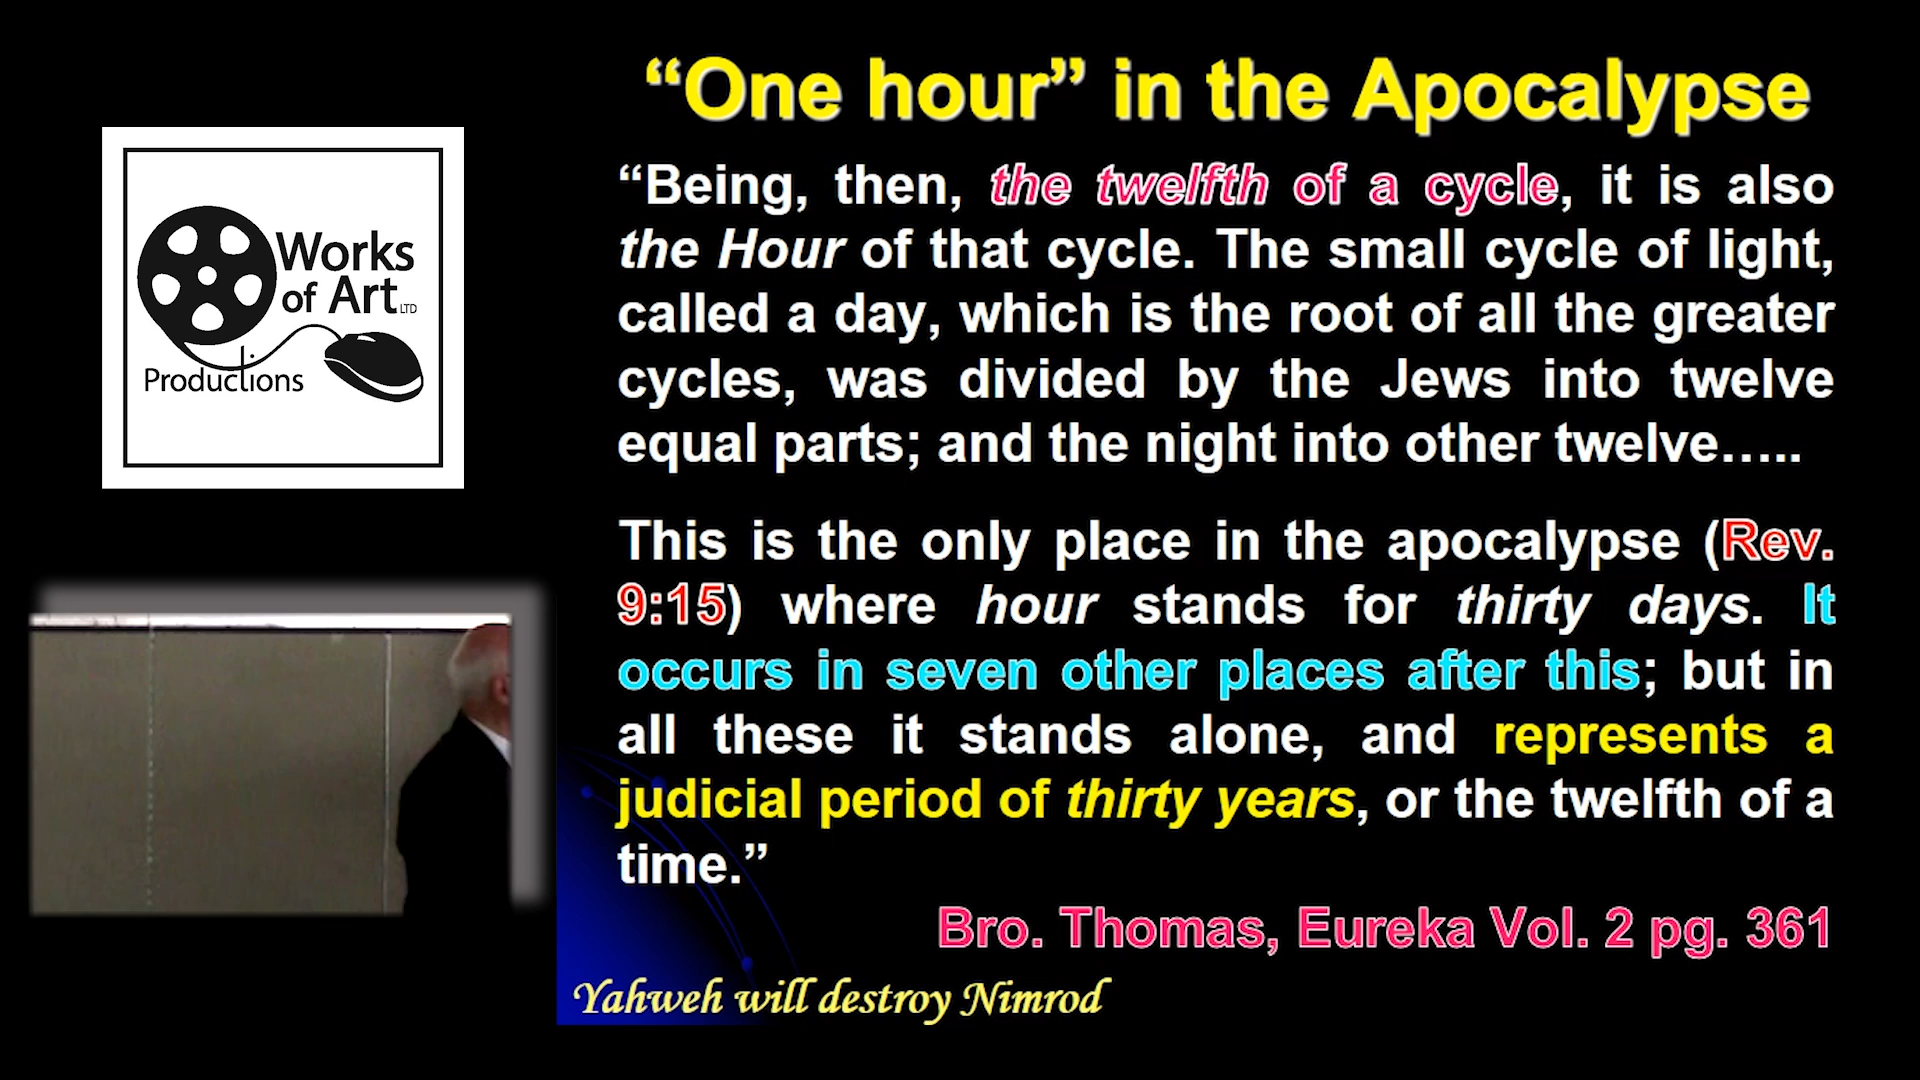 Works
of Art LTD
Productions
“One hour” in the Apocalypse
“Being, then, the twelfth of a cycle, it is also
the Hour of that cycle. The small cycle of light,
called a day, which is the root of all the greater
cycles, was divided by the Jews into twelve
equal parts; and the night into other twelve…..
This is the only place in the apocalypse (Rev.
9:15) where hour stands for thirty days. It
occurs in seven other places after this; but in
all these it stands alone, and represents a
judicial period of thirty years, or the twelfth of a
time.”
Bro. Thomas, Eureka Vol. 2 pg. 361
Yahweh will destroy Nimrod